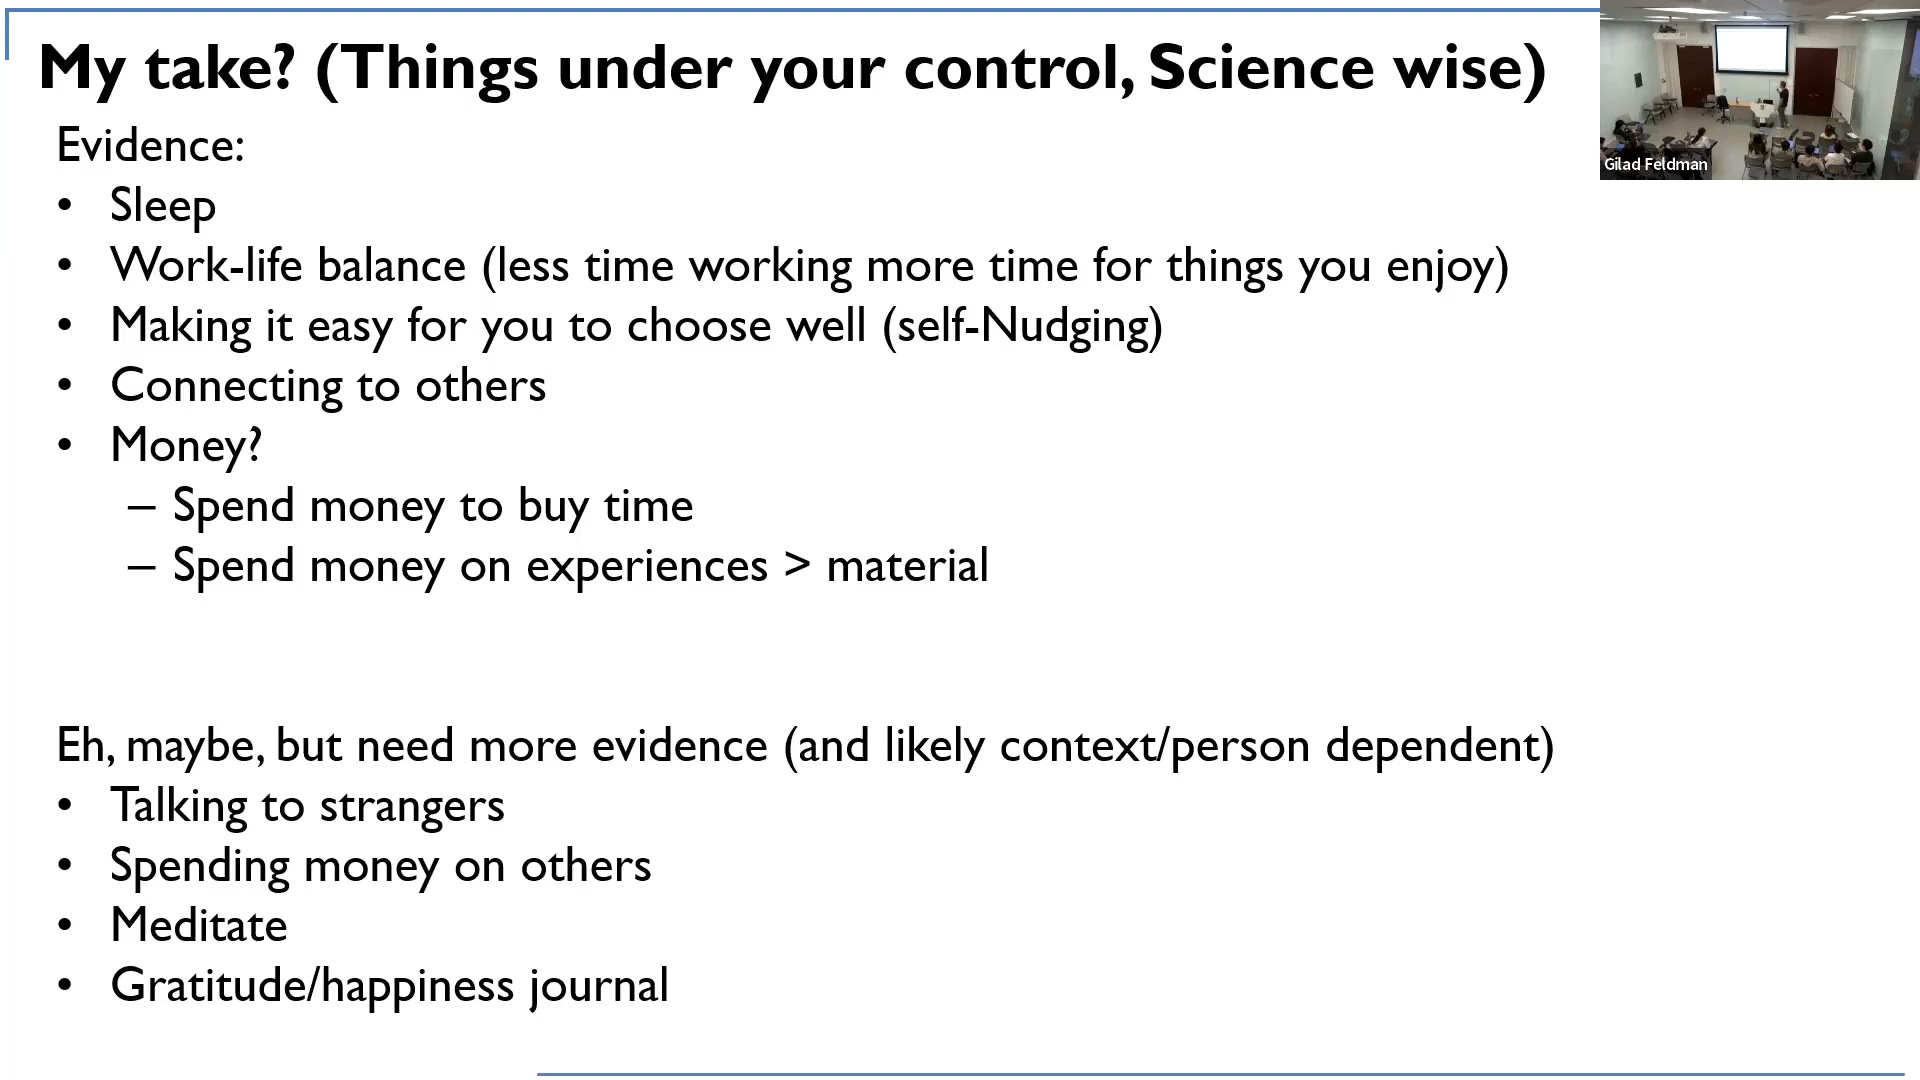 My take? (Things under your control, Science wise)
Gilad Feldman
Evidence:
• Sleep
• Work-life balance (less time working more time for things you enjoy)
• Making it easy for you to choose well (self-Nudging)
• Connecting to others
• Money?
– Spend money to buy time
– Spend money on experiences > material
Eh, maybe, but need more evidence (and likely context/person dependent)
• Talking to strangers
• Spending money on others
• Meditate
• Gratitude/happiness journal